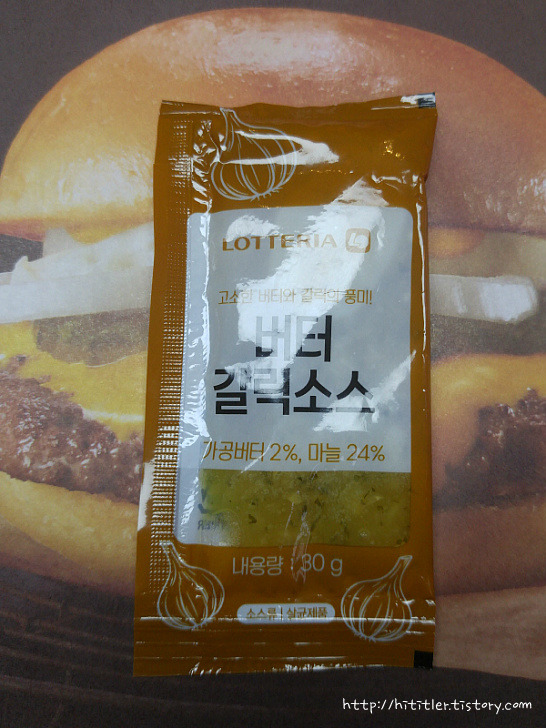 LOTTERIA
고소한 버터와 갈릭의 풍미!
버터
갈릭소스
가공버터 2%, 마늘 24%
내용량 : 30 g
소스류 | 살균제품
http://hititler.tistory.com